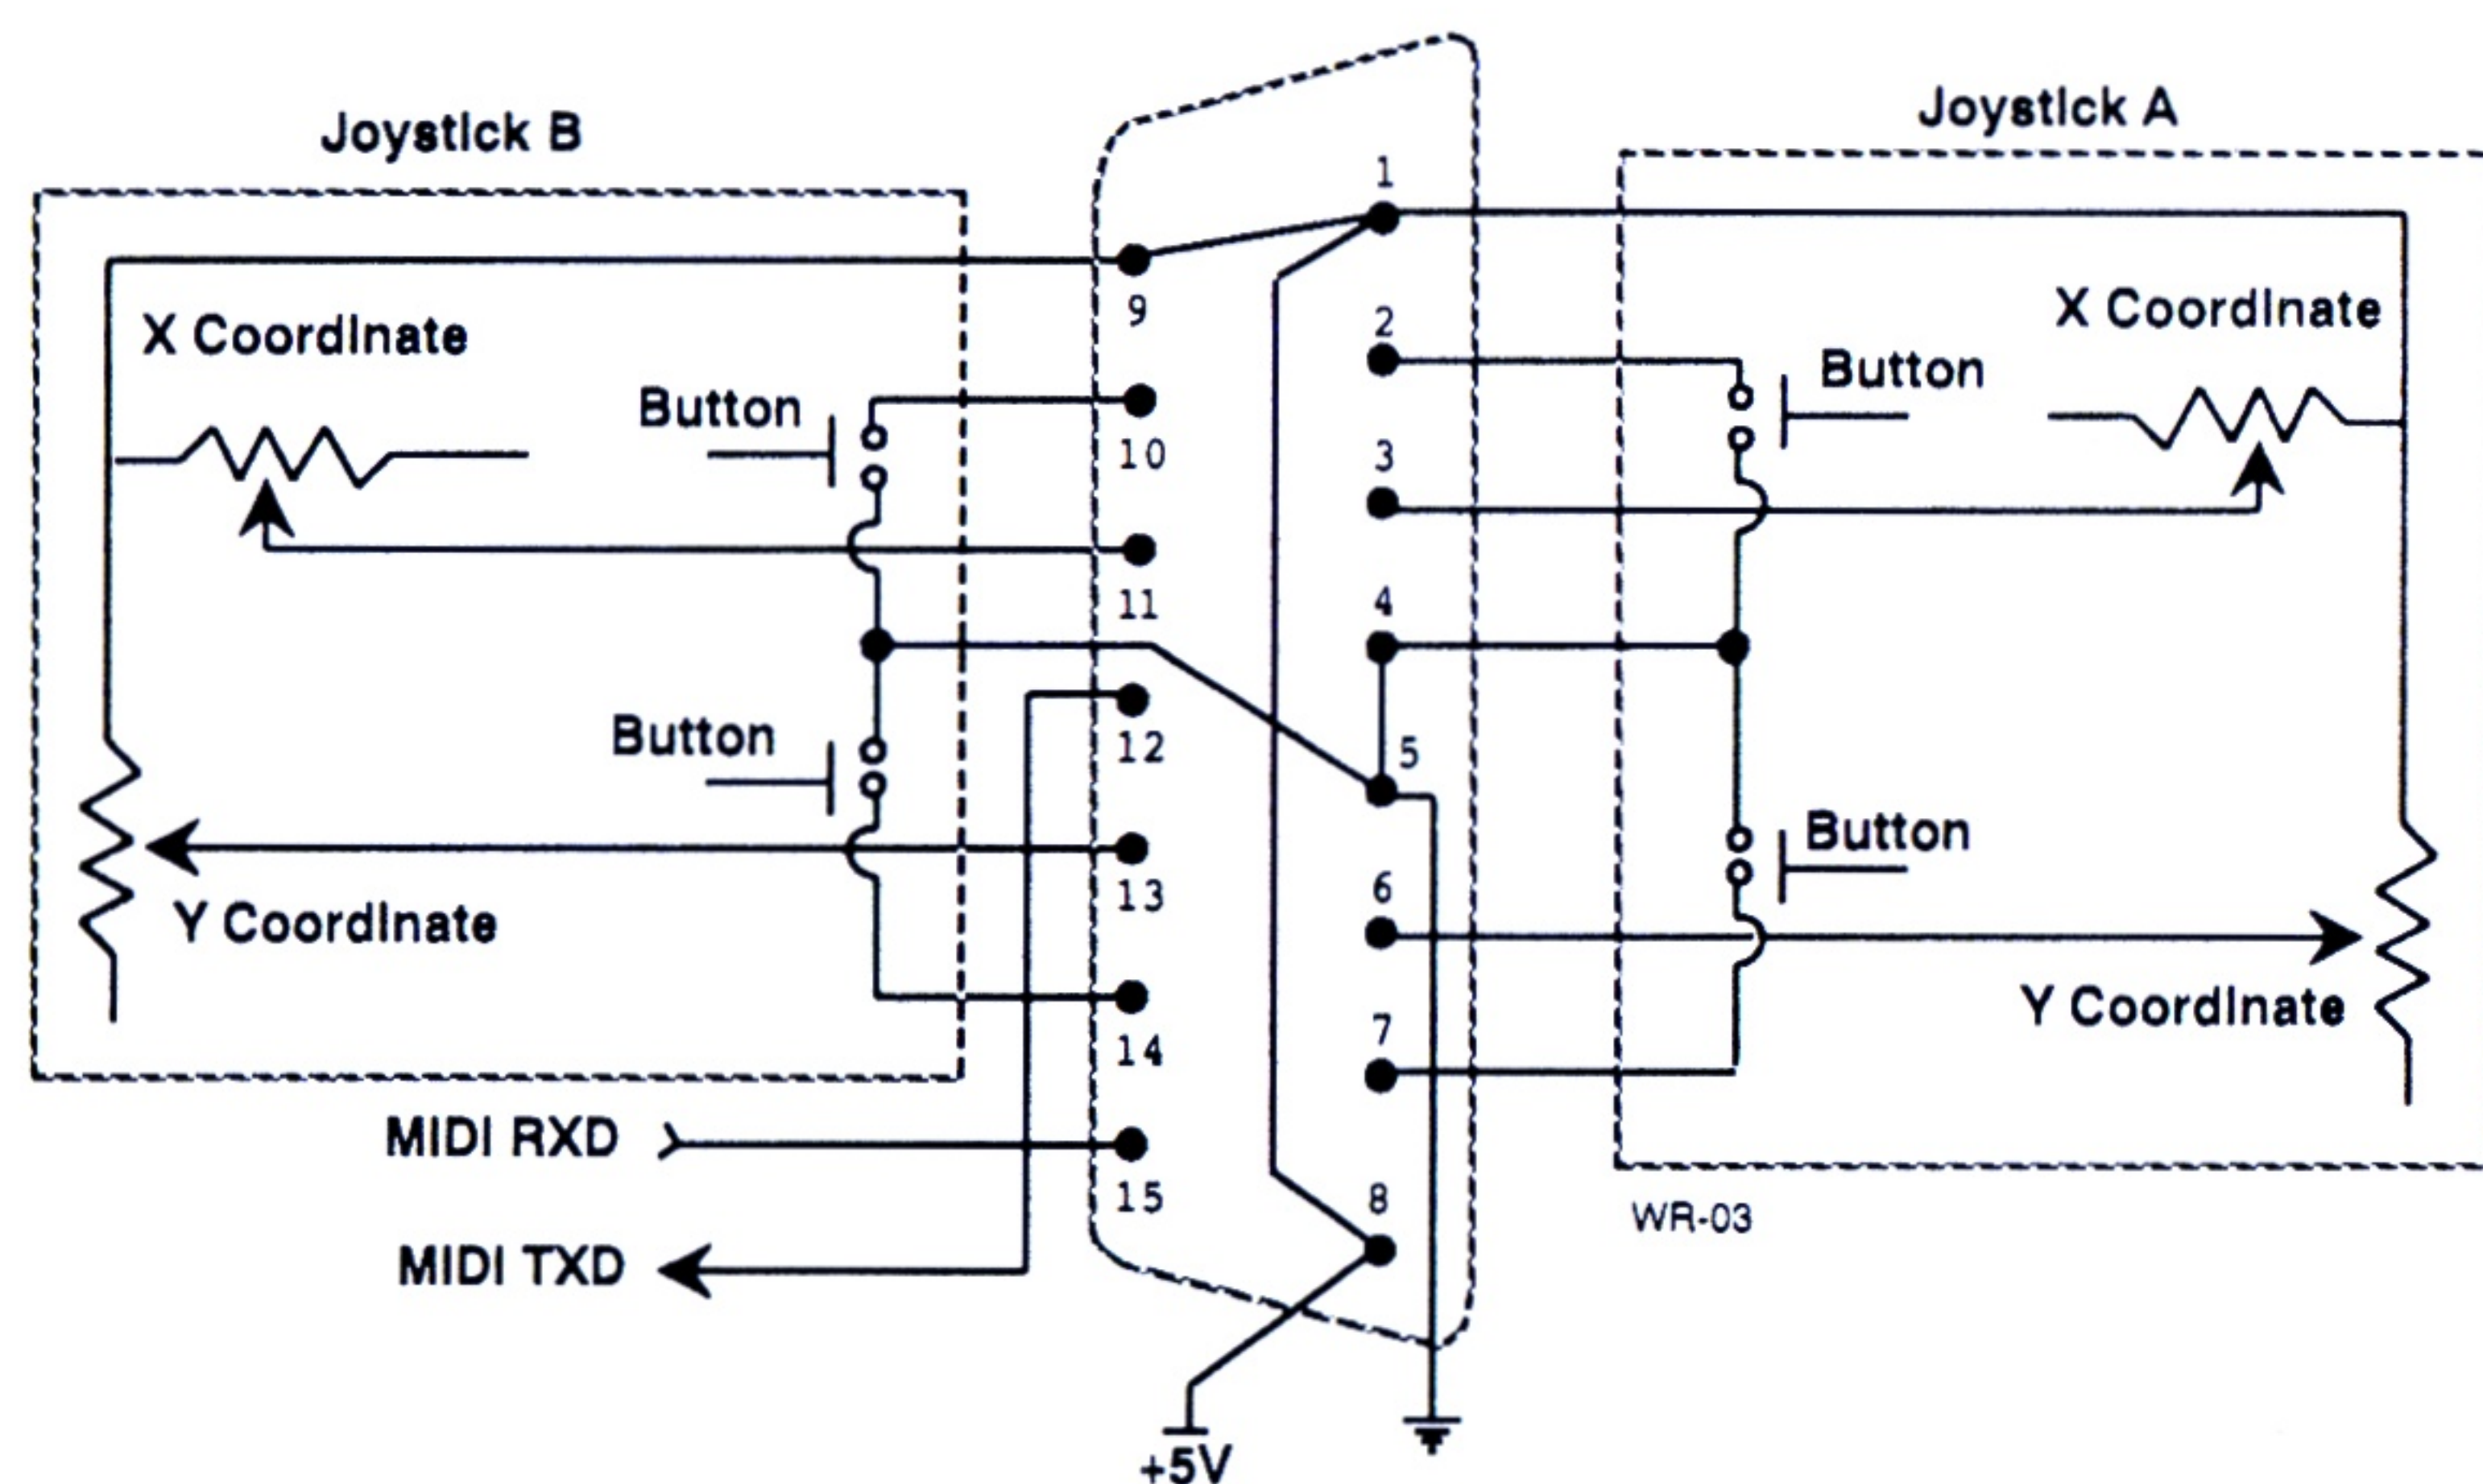 Joystick B
Joystick A
1
9
X Coordinate
X Coordinate
2
Button
Button
10
3
11
4
12
5
Button
Button
13
6
Y Coordinate
Y Coordinate
14
7
MIDI RXD
15
8
WR-03
MIDI TXD
+5V